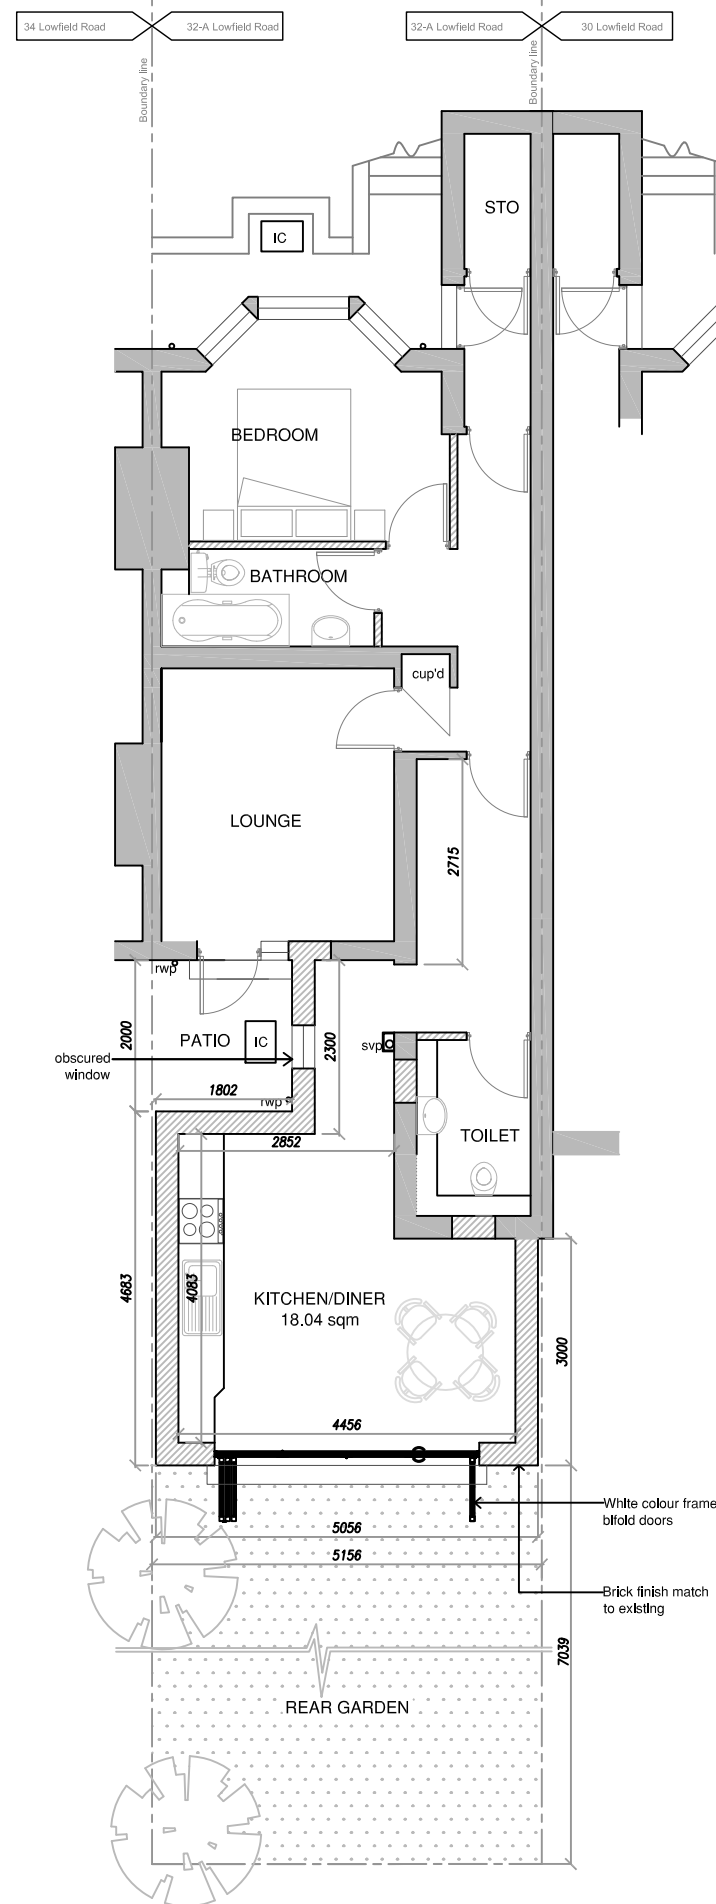 34 Lowfield Road
32-A Lowfield Road
32-A Lowfield Road
30 Lowfield Road
Boundary line
Boundary line
STO
IC
BEDROOM
BATHROOM
cup'd
LOUNGE
2715
rwp
2000
PATIO
IC
2300
svp
obscured
window
1802
rwp
2852
TOILET
4683
4083
KITCHEN/DINER
18.04 sqm
3000
4456
White colour frame
bifold doors
5056
5156
Brick finish match
to existing
7039
REAR GARDEN